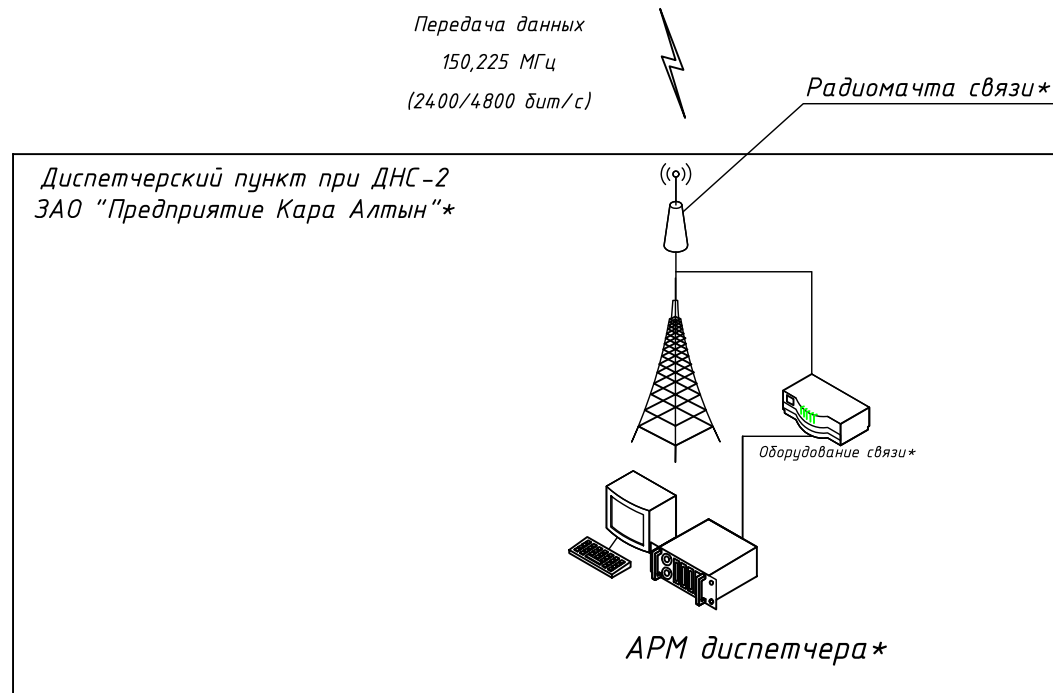 Передача данных
150,225 МГц
(2400/4800 бит/с)
Радиомачта связи*
Диспетчерский пункт при ДНС-2
ЗАО "Предприятие Кара Алтын"*
Оборудование связи*
АРМ диспетчера*